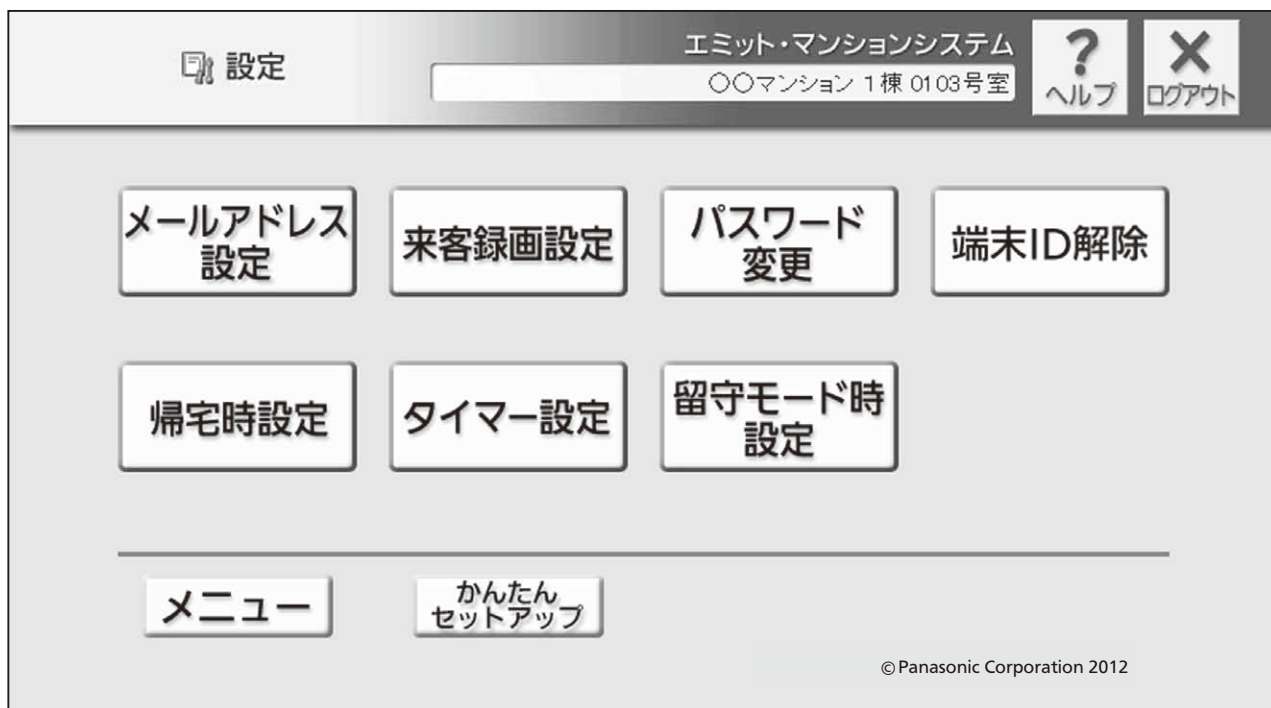 設定
エミット・マンションシステム
〇〇マンション 1棟 0103号室
?
ヘルプ
×
ログアウト
メールアドレス
設定
来客録画設定
パスワード
変更
端末ID解除
帰宅時設定
タイマー設定
留守モード時
設定
メニュー
かんたん
セットアップ
©Panasonic Corporation 2012